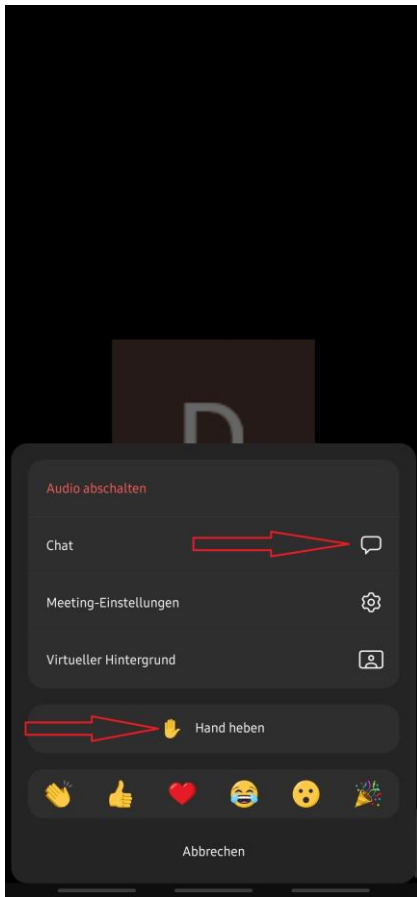 D
Audio abschalten
Chat
Meeting-Einstellungen
Virtueller Hintergrund
Hand heben
Abbrechen